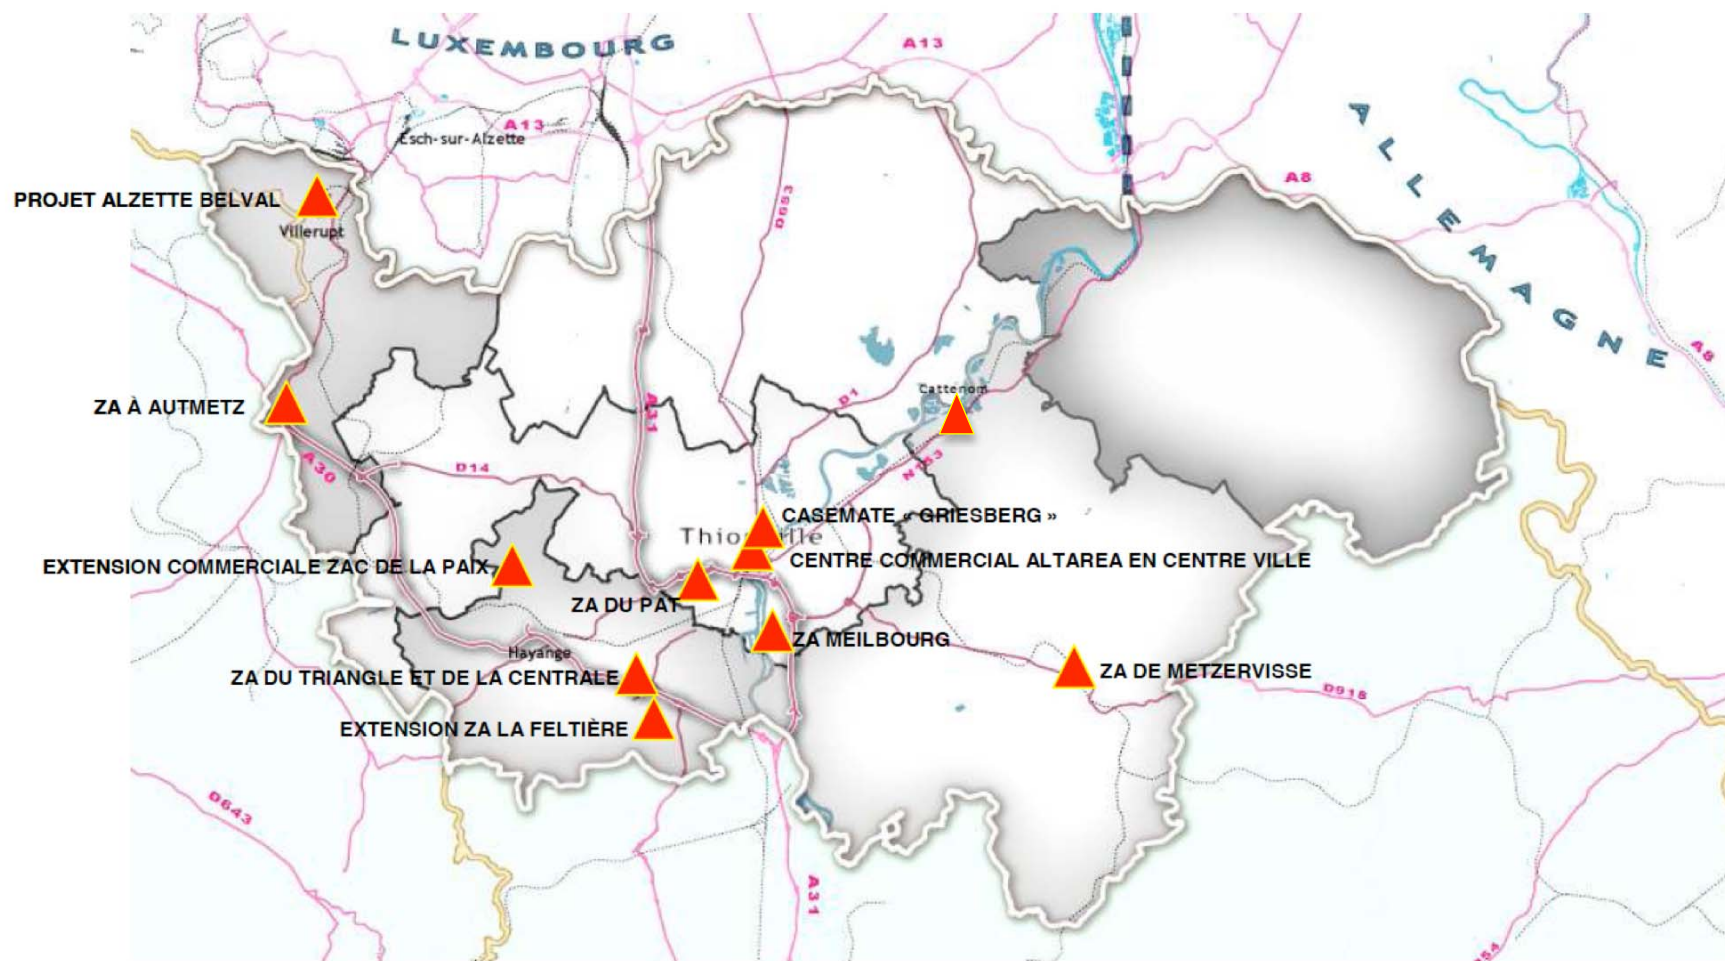 LUXEMBOURG
A13
A13
Esch-sur-Alzette
ALLEMAGNE
A8
PROJET ALZETTE BELVAL
D653
Villerupt
A8
Cattenom
D1
ZA À AUTMETZ
A31
A30
D14
N153
CASEMATE « GRIESBERG »
Thionville
EXTENSION COMMERCIALE ZAC DE LA PAIX
CENTRE COMMERCIAL ALTAREA EN CENTRE VILLE
ZA DU PAT
ZA MEILBOURG
Hayange
ZA DU TRIANGLE ET DE LA CENTRALE
ZA DE METZERVISSE
D918
EXTENSION ZA LA FELTIÈRE
D643
A31